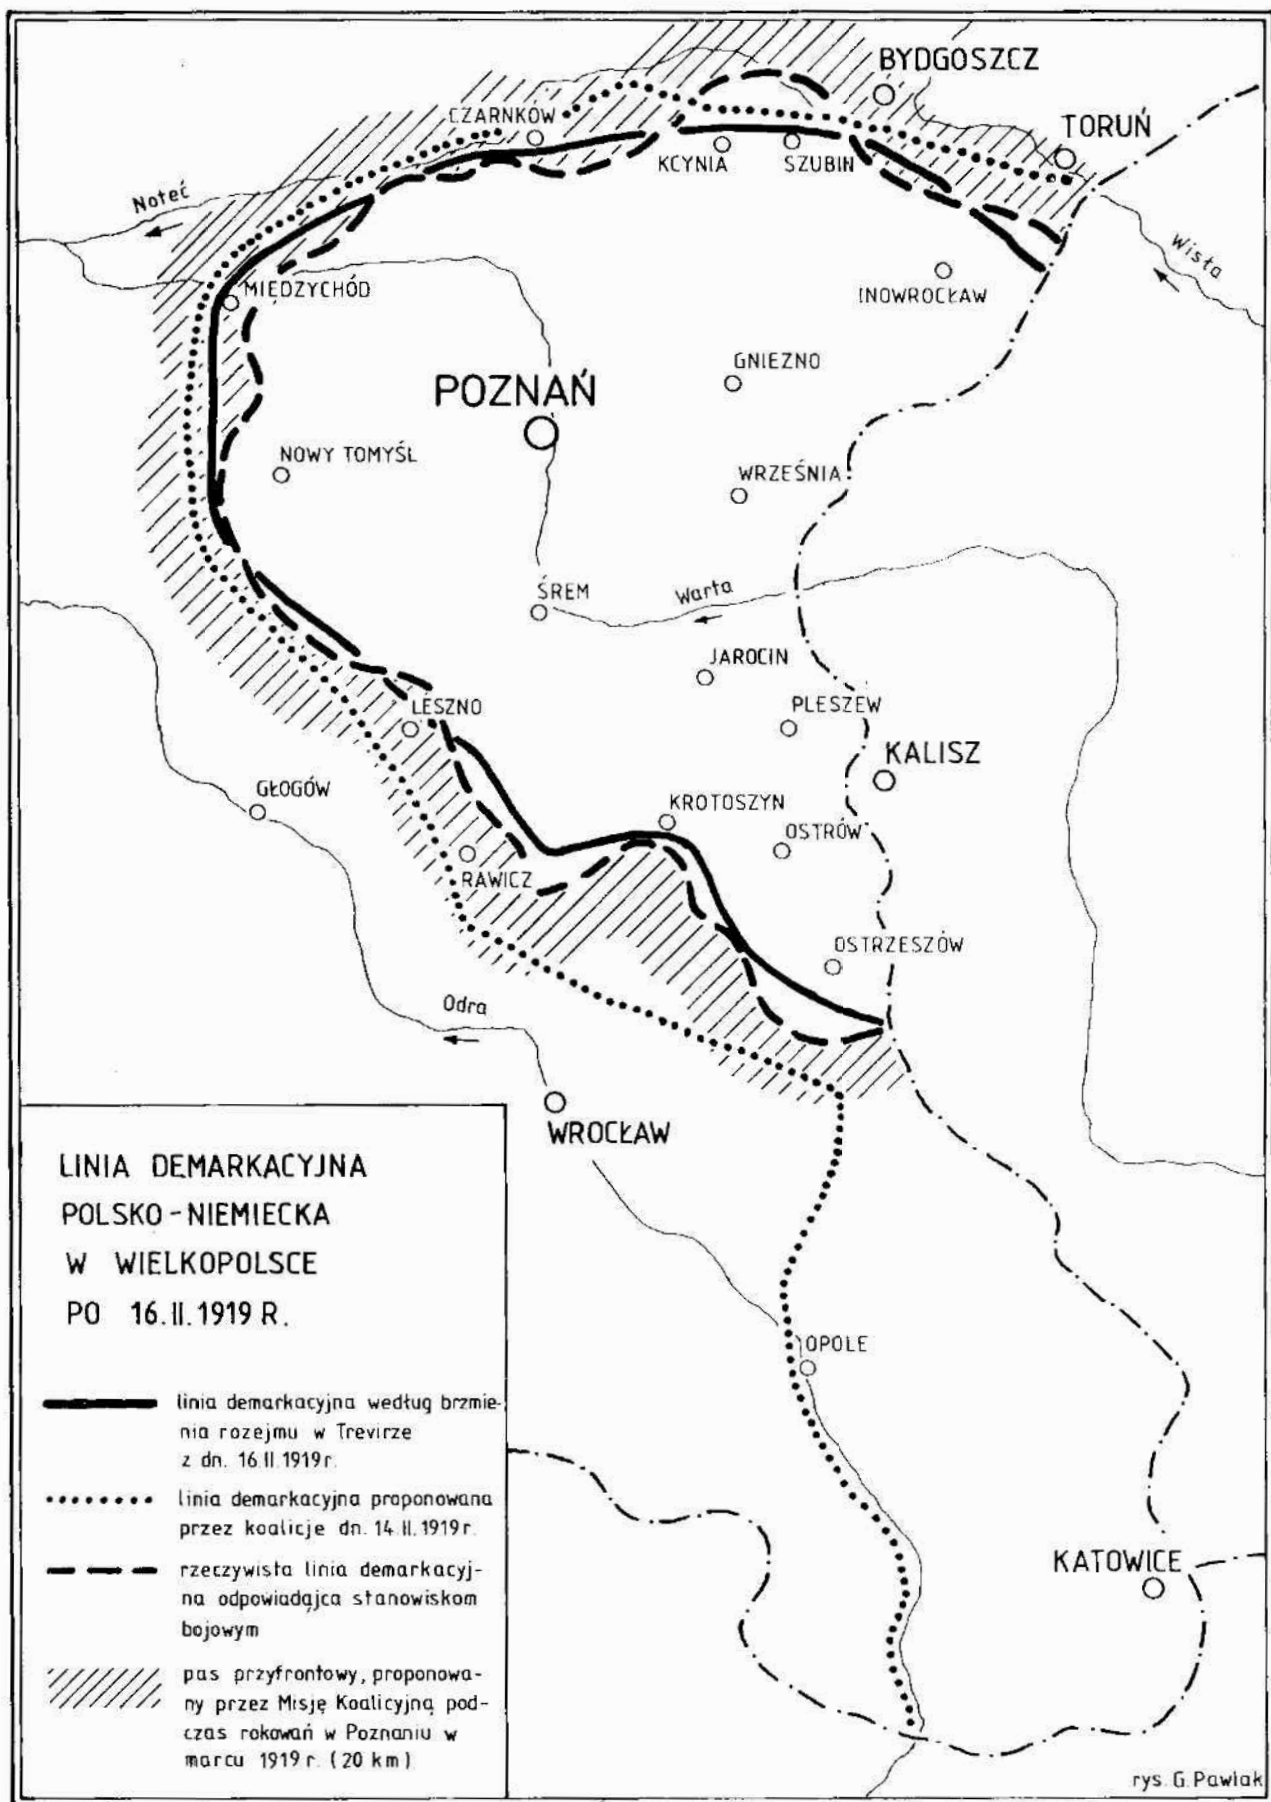 BYDGOSZCZ
TORUŃ
CZARNKÓW
KCYNIA
SZUBIN
Noteć
Wisła
MIĘDZYCHÓD
INOWROCŁAW
GNIEZNO
POZNAŃ
NOWY TOMYŚL
WRZEŚNIA
ŚREM
Warta
JAROCIN
LESZNO
PLESZEW
KALISZ
GŁOGÓW
KROTOSZYN
OSTRÓW
RAWICZ
OSTRZESZÓW
Odra
WROCŁAW
LINIA DEMARKACYJNA
POLSKO-NIEMIECKA
W WIELKOPOLSCE
PO 16.II.1919 R.
OPOLE
linia demarkacyjna według brzmie-
nia rozejmu w Trevirze
z dn. 16.II.1919 r.
linia demarkacyjna proponowana
przez koalicje dn. 14.II.1919 r.
rzeczywista linia demarkacyj-
na odpowiadajca stanowiskom
bojowym
KATOWICE
pas przyfrontowy, proponowa-
ny przez Misję Koalicyjną pod-
czas rokowań w Poznaniu w
marcu 1919 r. (20 km)
rys. G. Pawlak